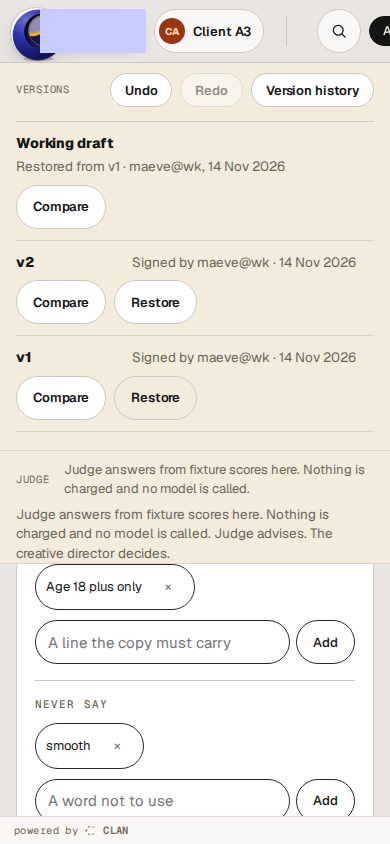 CA Client A3
VERSIONS Undo Redo Version history
Working draft
Restored from v1 · maeve@wk, 14 Nov 2026
Compare
v2 Signed by maeve@wk · 14 Nov 2026
Compare Restore
v1 Signed by maeve@wk · 14 Nov 2026
Compare Restore
JUDGE Judge answers from fixture scores here. Nothing is
charged and no model is called.
Judge answers from fixture scores here. Nothing is
charged and no model is called. Judge advises. The
creative director decides.
Age 18 plus only ×
A line the copy must carry Add
NEVER SAY
smooth ×
A word not to use Add
powered by CLAN